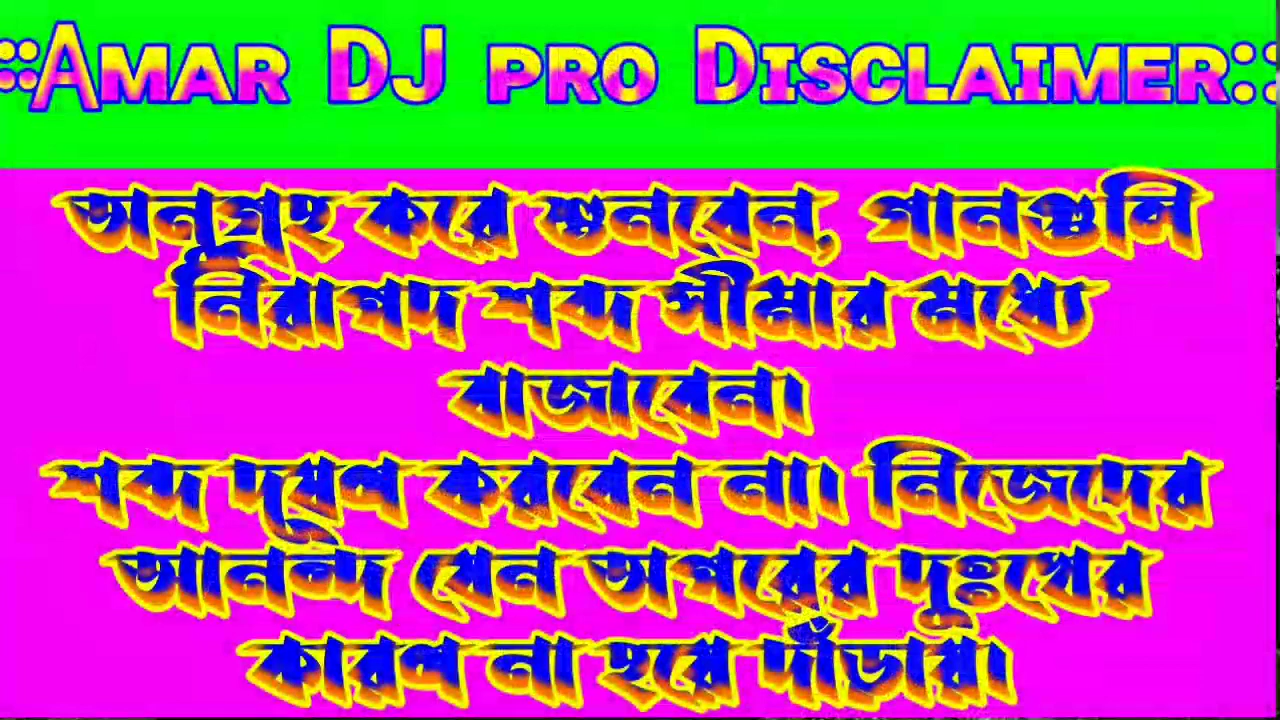 ::Amar DJ pro Disclaimer::
অনুগ্রহ করে শুনবেন, গানগুলি
নিরাপদ শব্দ সীমার মধ্যে
বাজাবেন।
শব্দ দূষণ করবেন না। নিজেদের
আনন্দ যেন অপরের দুঃখের
কারণ না হয়ে দাঁড়ায়।